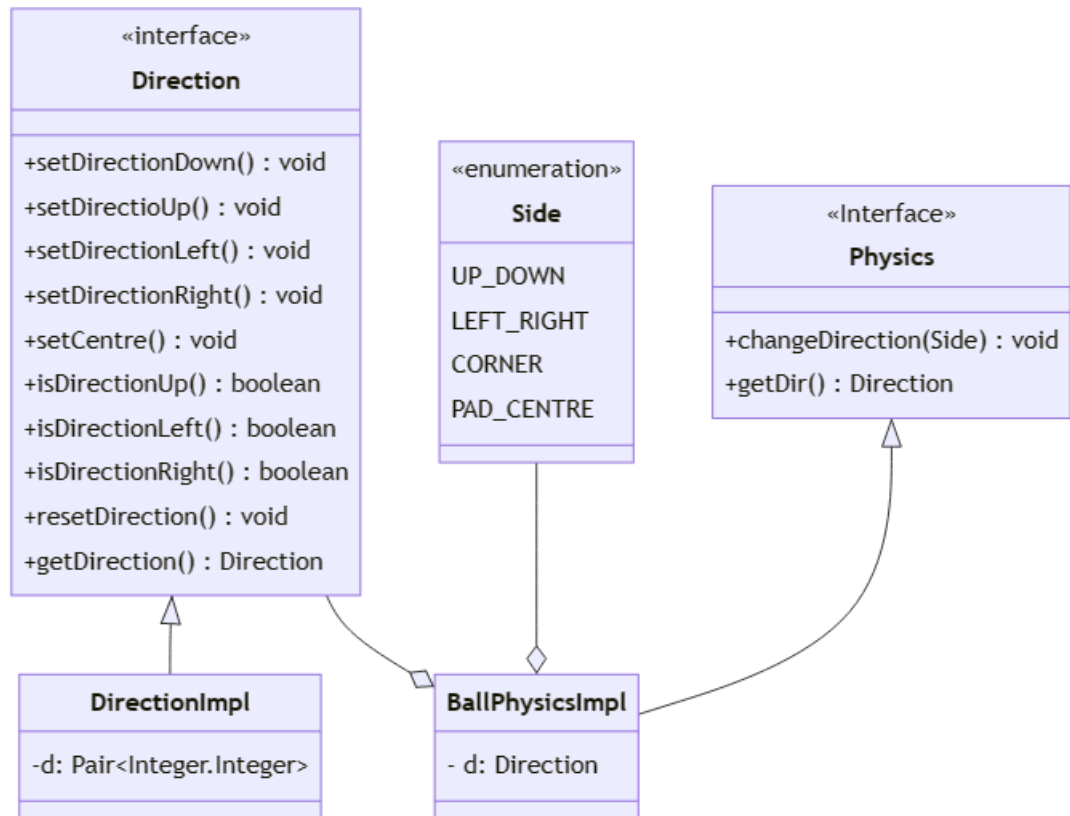 «interface»
Direction
+setDirectionDown() : void
+setDirectioUp() : void
+setDirectionLeft() : void
+setDirectionRight() : void
+setCentre() : void
+isDirectionUp() : boolean
+isDirectionLeft() : boolean
+isDirectionRight() : boolean
+resetDirection() : void
+getDirection() : Direction
«enumeration»
Side
UP_DOWN
LEFT_RIGHT
CORNER
PAD_CENTRE
«Interface»
Physics
+changeDirection(Side) : void
+getDir() : Direction
DirectionImpl
-d: Pair<Integer.Integer>
BallPhysicsImpl
- d: Direction